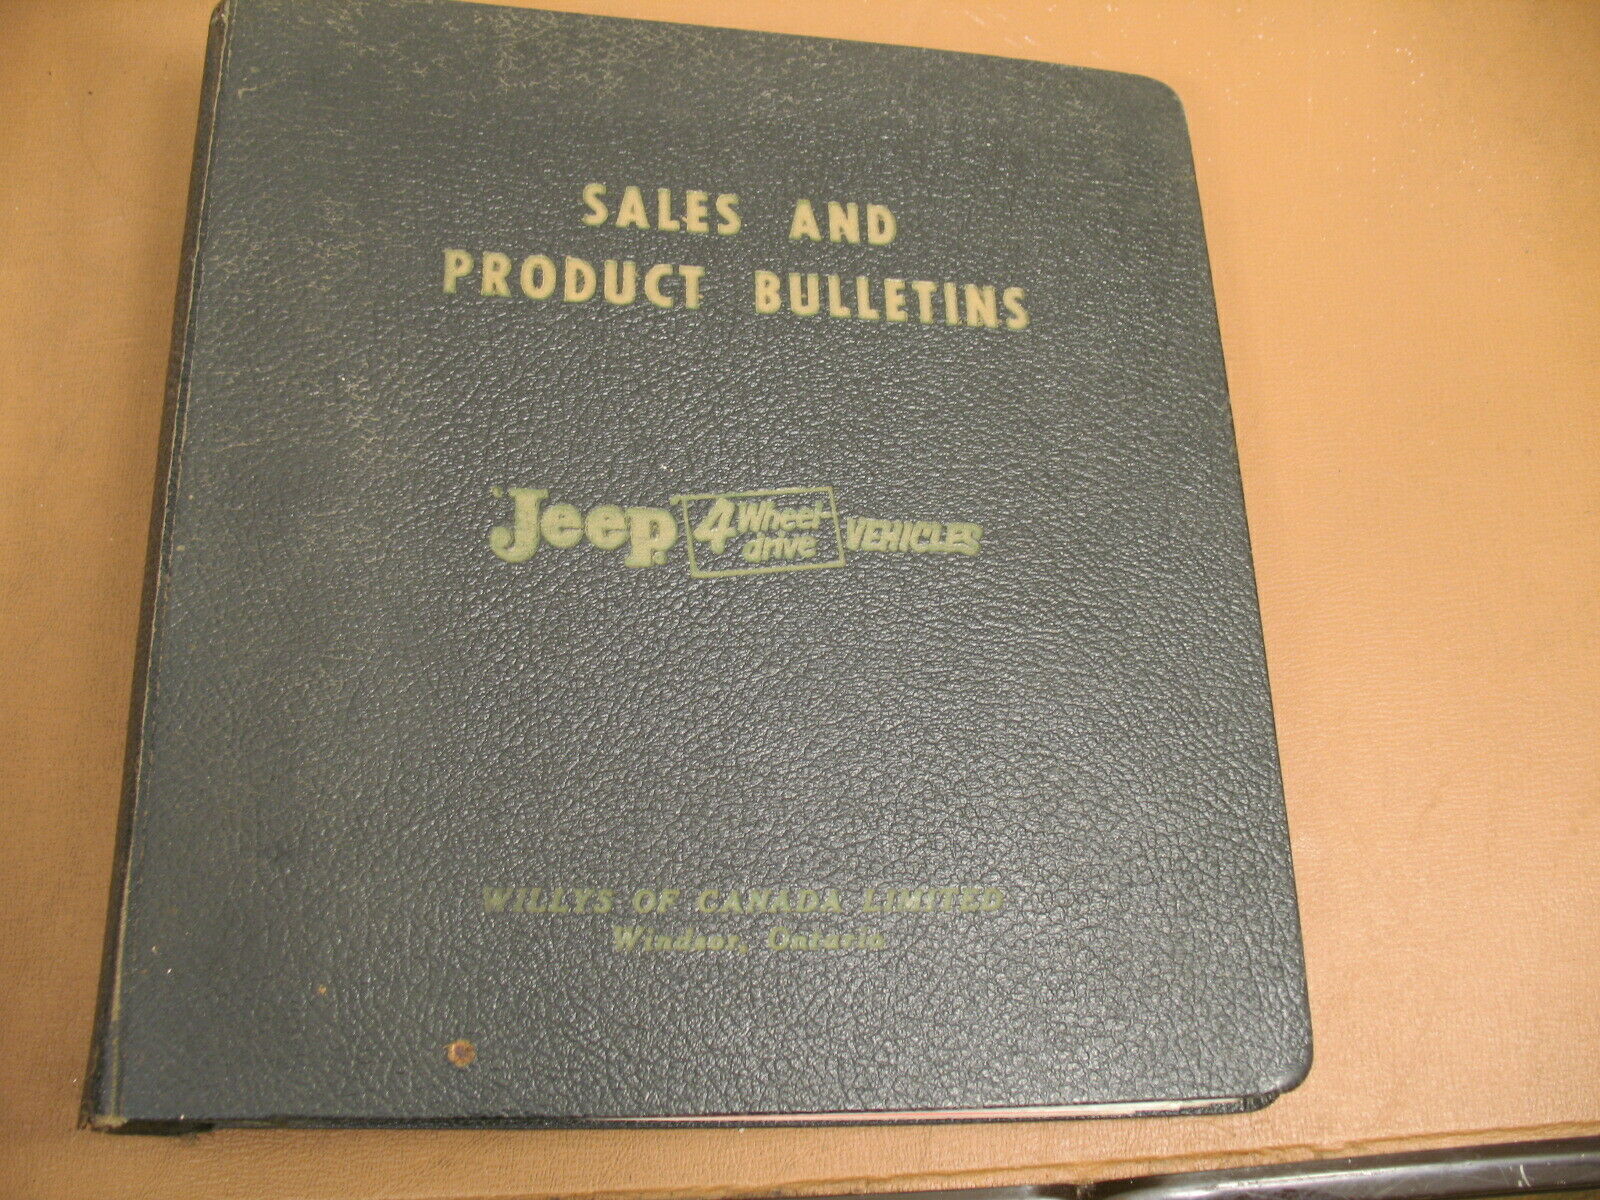 SALES AND
PRODUCT BULLETINS
'Jeep' 4 Wheel-drive VEHICLES
WILLYS OF CANADA LIMITED
Windsor, Ontario